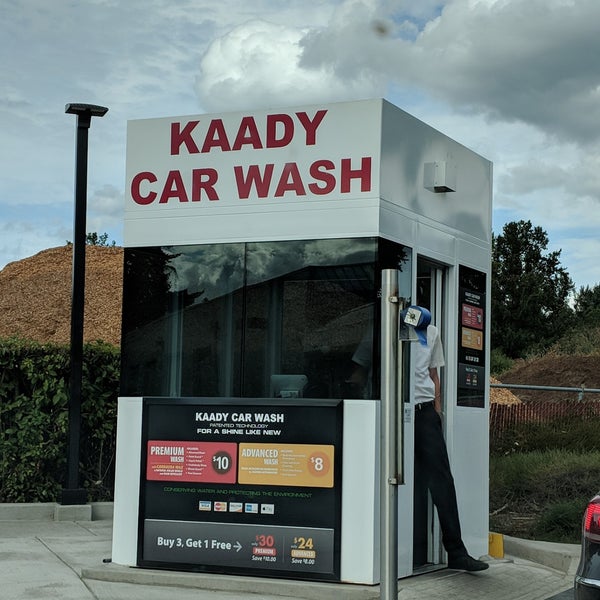 KAADY
CAR WASH
KAADY CAR WASH
PATENTED TECHNOLOGY
FOR A SHINE LIKE NEW
PREMIUM
WASH
$10
ADVANCED
WASH
$8
CONSERVING WATER AND PROTECTING THE ENVIRONMENT
VISA
Buy 3, Get 1 Free →
$30
PREMIUM
Save $10.00
$24
ADVANCED
Save $8.00